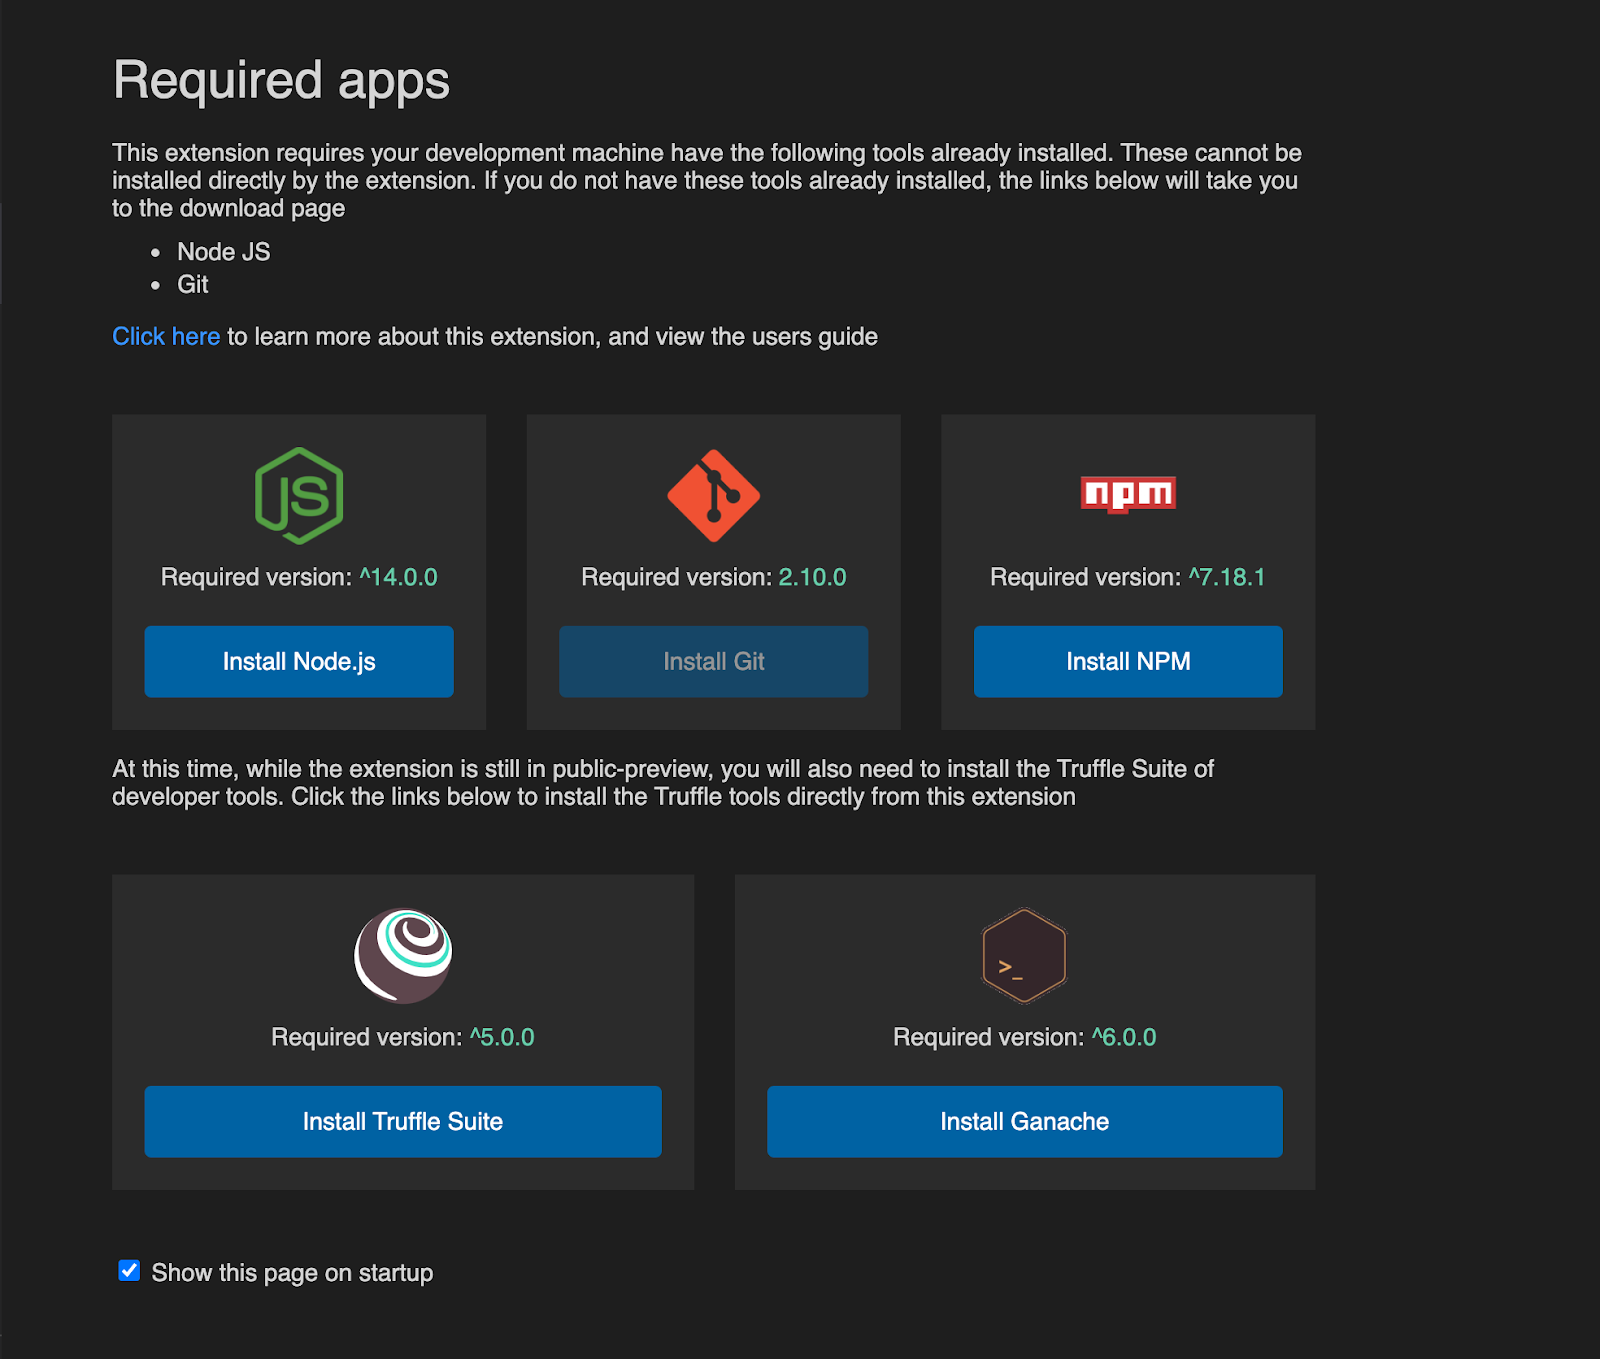 Required apps
This extension requires your development machine have the following tools already installed. These cannot be
installed directly by the extension. If you do not have these tools already installed, the links below will take you
to the download page
• Node JS
• Git
Click here to learn more about this extension, and view the users guide
JS
npm
Required version: ^14.0.0
Required version: 2.10.0
Required version: ^7.18.1
Install Node.js
Install Git
Install NPM
At this time, while the extension is still in public-preview, you will also need to install the Truffle Suite of
developer tools. Click the links below to install the Truffle tools directly from this extension
>_
Required version: ^5.0.0
Required version: ^6.0.0
Install Truffle Suite
Install Ganache
Show this page on startup